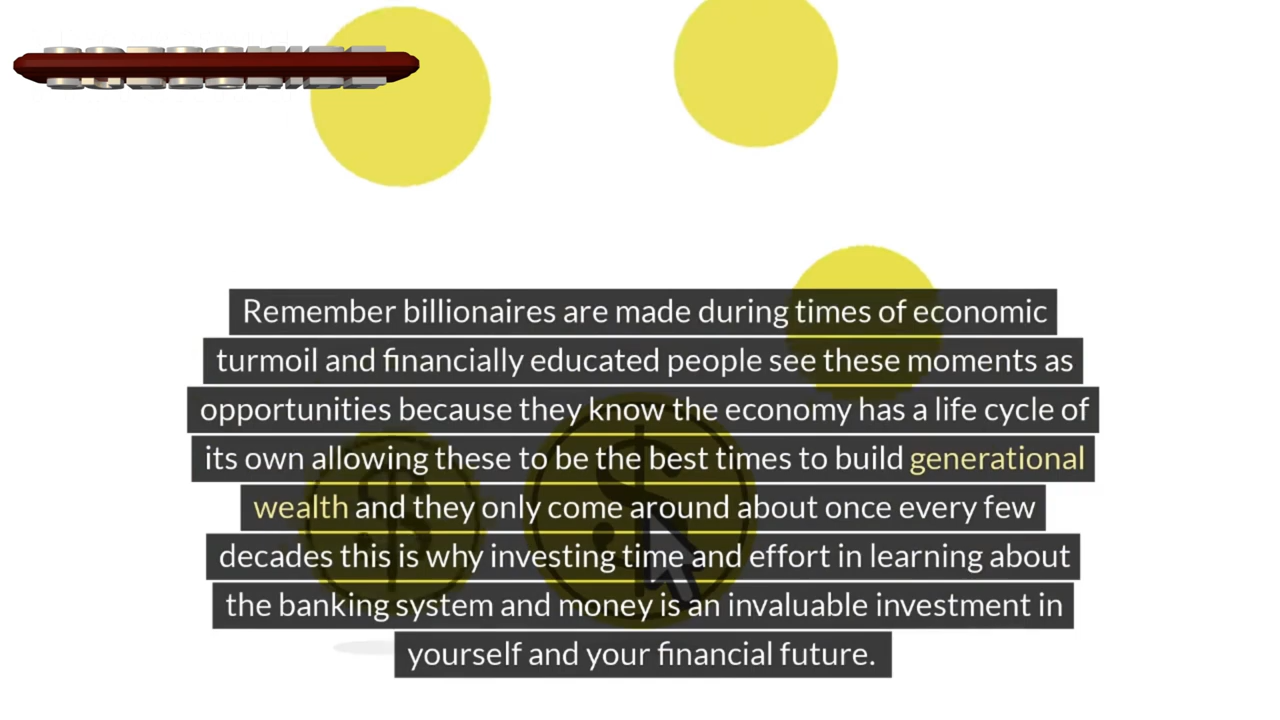 Remember billionaires are made during times of economic
turmoil and financially educated people see these moments as
opportunities because they know the economy has a life cycle of
its own allowing these to be the best times to build generational
wealth and they only come around about once every few
decades this is why investing time and effort in learning about
the banking system and money is an invaluable investment in
yourself and your financial future.